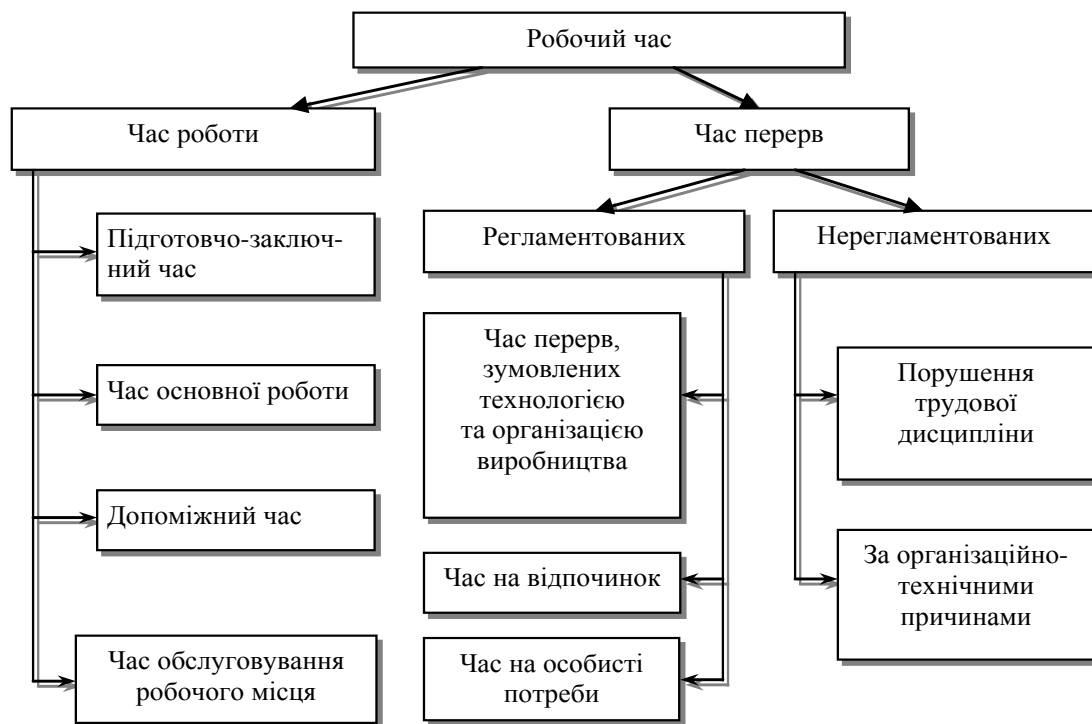 Робочий час
Час роботи
Час перерв
Підготовчо-заключ-
ний час
Час основної роботи
Допоміжний час
Час обслуговування
робочого місця
Регламентованих
Час перерв,
зумовлених
технологією
та організацією
виробництва
Час на відпочинок
Час на особисті
потреби
Нерегламентованих
Порушення
трудової
дисципліни
За організаційно-
технічними
причинами